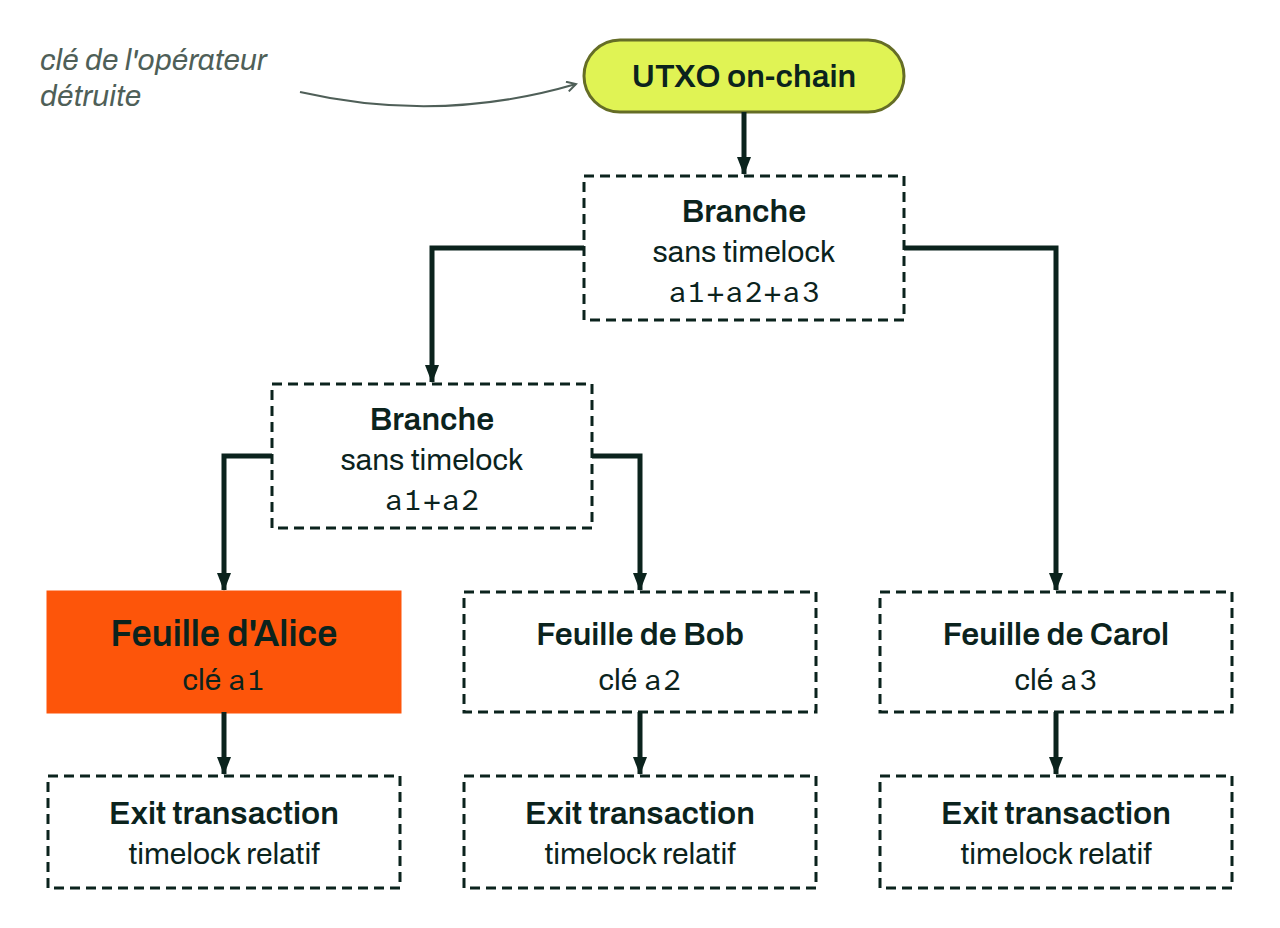 clé de l'opérateur
détruite
UTXO on-chain
Branche
sans timelock
a1+a2+a3
Branche
sans timelock
a1+a2
Feuille d'Alice
clé a1
Feuille de Bob
clé a2
Feuille de Carol
clé a3
Exit transaction
timelock relatif
Exit transaction
timelock relatif
Exit transaction
timelock relatif